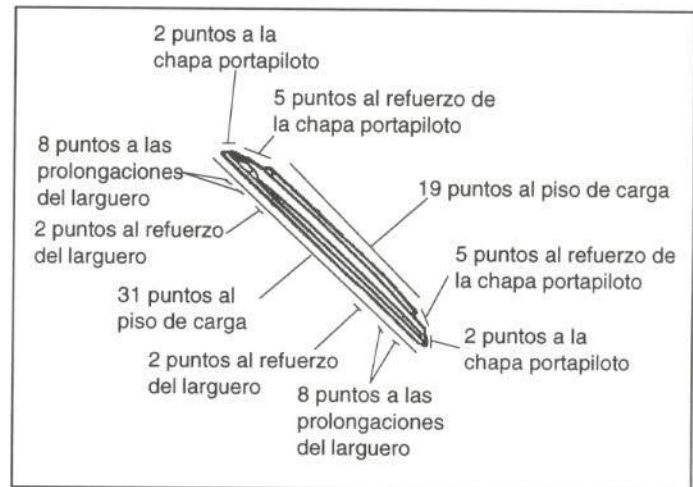 2 puntos a la
chapa portapiloto
5 puntos al refuerzo de
la chapa portapiloto
8 puntos a las
prolongaciones
del larguero
19 puntos al piso de carga
2 puntos al refuerzo
del larguero
5 puntos al refuerzo de
la chapa portapiloto
31 puntos al
piso de carga
2 puntos a la
chapa portapiloto
2 puntos al refuerzo
del larguero
8 puntos a las
prolongaciones
del larguero